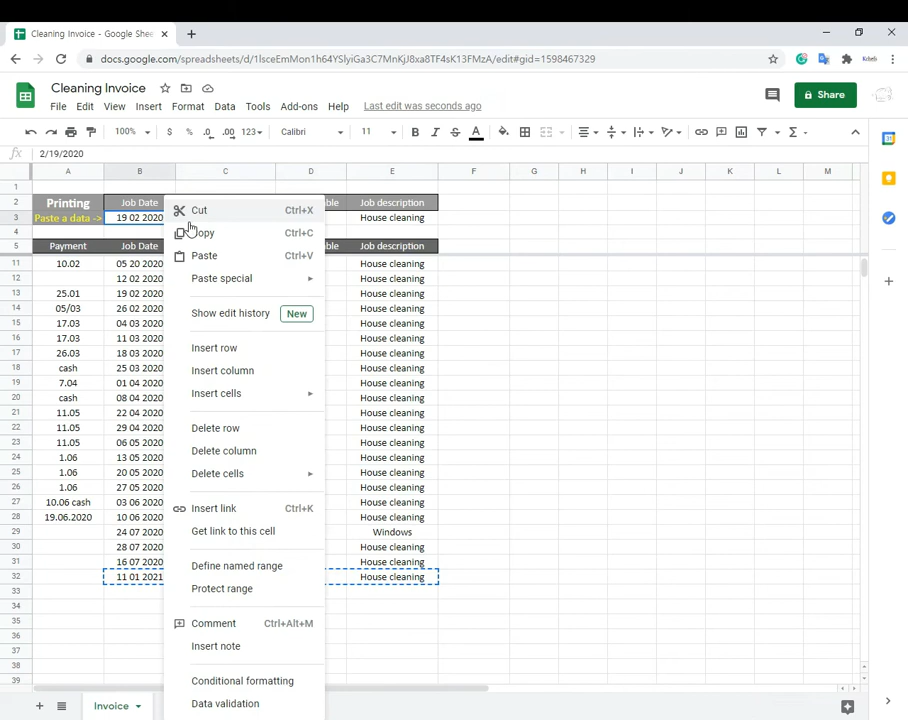 Cleaning Invoice - Google Shee
docs.google.com/spreadsheets/d/1lsceEmMon1h64YSlyiGa3C7MnKjJ8xa8TF4sK13FMzA/edit#gid=1598467329
Cleaning Invoice
File Edit View Insert Format Data Tools Add-ons Help Last edit was seconds ago
Share
100% $ % .0 .00 123 Calibri 11 B I S A
fx 2/19/2020
A B C D E F G H I J K L M
1
2 Printing Job Date able Job description
3 Paste a data -> 19 02 2020 House cleaning
4
5 Payment Job Date able Job description
11 10.02 05 20 2020 House cleaning
12 12 02 2020 House cleaning
13 25.01 19 02 2020 House cleaning
14 05/03 26 02 2020 House cleaning
15 17.03 04 03 2020 House cleaning
16 17.03 11 03 2020 House cleaning
17 26.03 18 03 2020 House cleaning
18 cash 25 03 2020 House cleaning
19 7.04 01 04 2020 House cleaning
20 cash 08 04 2020 House cleaning
21 11.05 22 04 2020 House cleaning
22 11.05 29 04 2020 House cleaning
23 11.05 06 05 2020 House cleaning
24 1.06 13 05 2020 House cleaning
25 1.06 20 05 2020 House cleaning
26 1.06 27 05 2020 House cleaning
27 10.06 cash 03 06 2020 House cleaning
28 19.06.2020 10 06 2020 House cleaning
29 24 07 2020 Windows
30 28 07 2020 House cleaning
31 16 07 2020 House cleaning
32 11 01 2021 House cleaning
33
34
35
36
37
38
39
Cut Ctrl+X
Copy Ctrl+C
Paste Ctrl+V
Paste special
Show edit history New
Insert row
Insert column
Insert cells
Delete row
Delete column
Delete cells
Insert link Ctrl+K
Get link to this cell
Define named range
Protect range
Comment Ctrl+Alt+M
Insert note
Conditional formatting
Data validation
Invoice